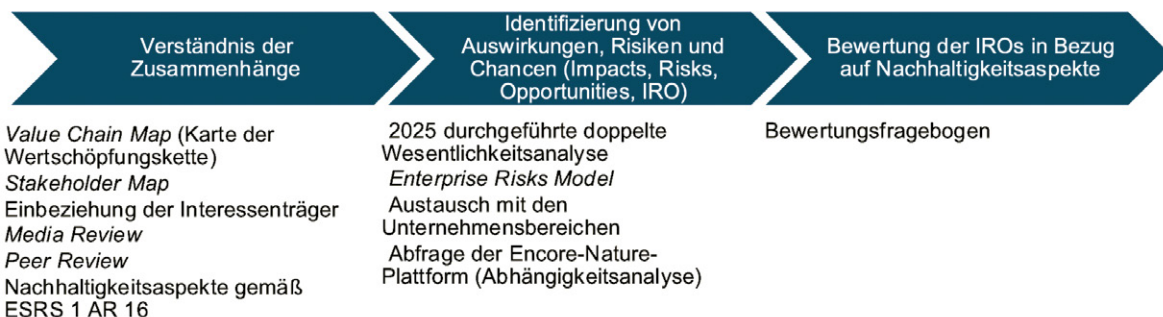 Verständnis der
Zusammenhänge
Identifizierung von
Auswirkungen, Risiken und
Chancen (Impacts, Risks,
Opportunities, IRO)
Bewertung der IROs in Bezug
auf Nachhaltigkeitsaspekte
Value Chain Map (Karte der
Wertschöpfungskette)
Stakeholder Map
Einbeziehung der Interessenträger
Media Review
Peer Review
Nachhaltigkeitsaspekte gemäß
ESRS 1 AR 16
2025 durchgeführte doppelte
Wesentlichkeitsanalyse
Enterprise Risks Model
Austausch mit den
Unternehmensbereichen
Abfrage der Encore-Nature-
Plattform (Abhängigkeitsanalyse)
Bewertungsfragebogen